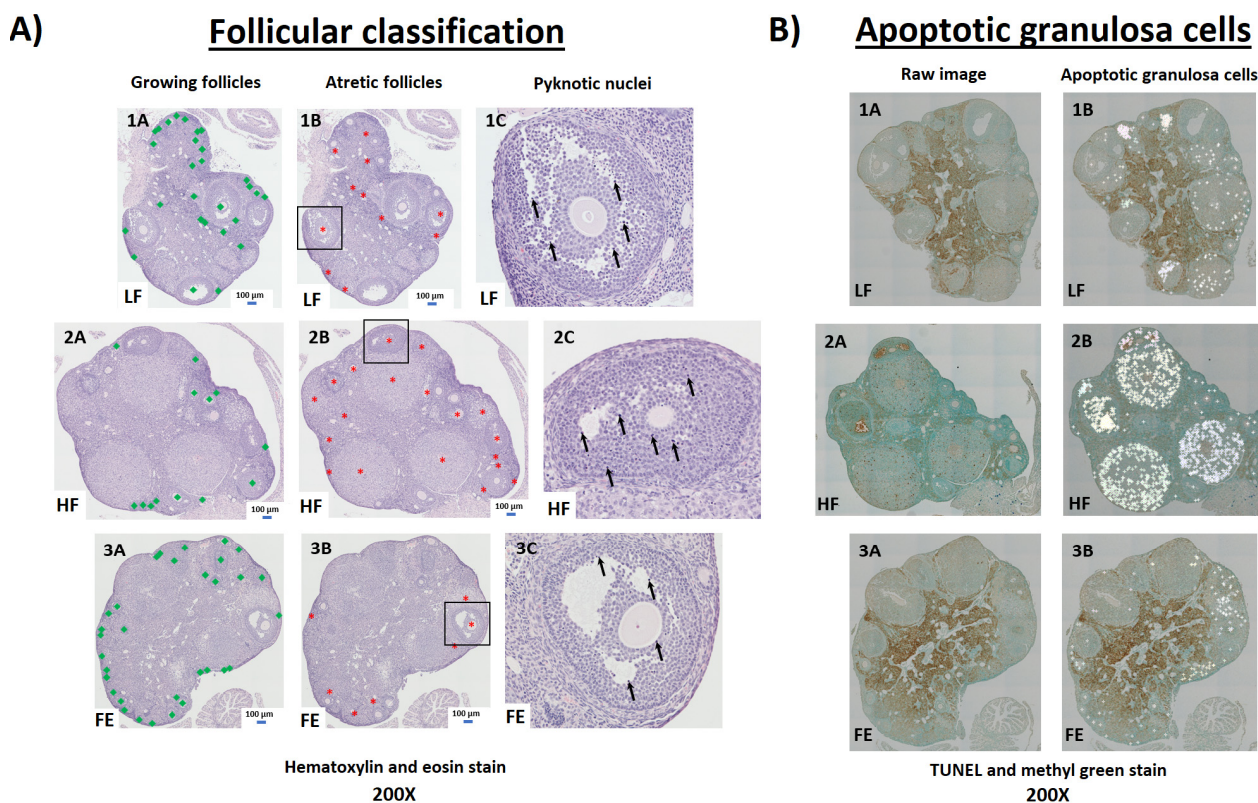 A)
Follicular classification
Growing follicles
Atretic follicles
Pyknotic nuclei
1A
LF
100 μm
1B
LF
100 μm
1C
LF
2A
HF
100 μm
2B
HF
100 μm
2C
HF
3A
FE
100 μm
3B
FE
100 μm
3C
FE
Hematoxylin and eosin stain
200X
B)
Apoptotic granulosa cells
Raw image
Apoptotic granulosa cells
1A
LF
1B
LF
2A
HF
2B
HF
3A
FE
3B
FE
TUNEL and methyl green stain
200X